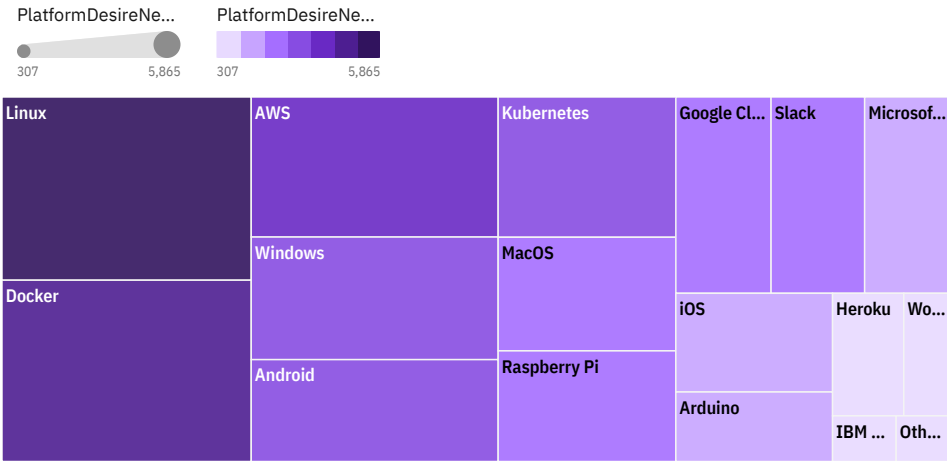 PlatformDesireNe... PlatformDesireNe...
307 5,865 307 5,865
Linux AWS Kubernetes Google Cl... Slack Microsof...
Windows MacOS
Docker iOS Heroku Wo...
Android Raspberry Pi
Arduino
IBM ... Oth...